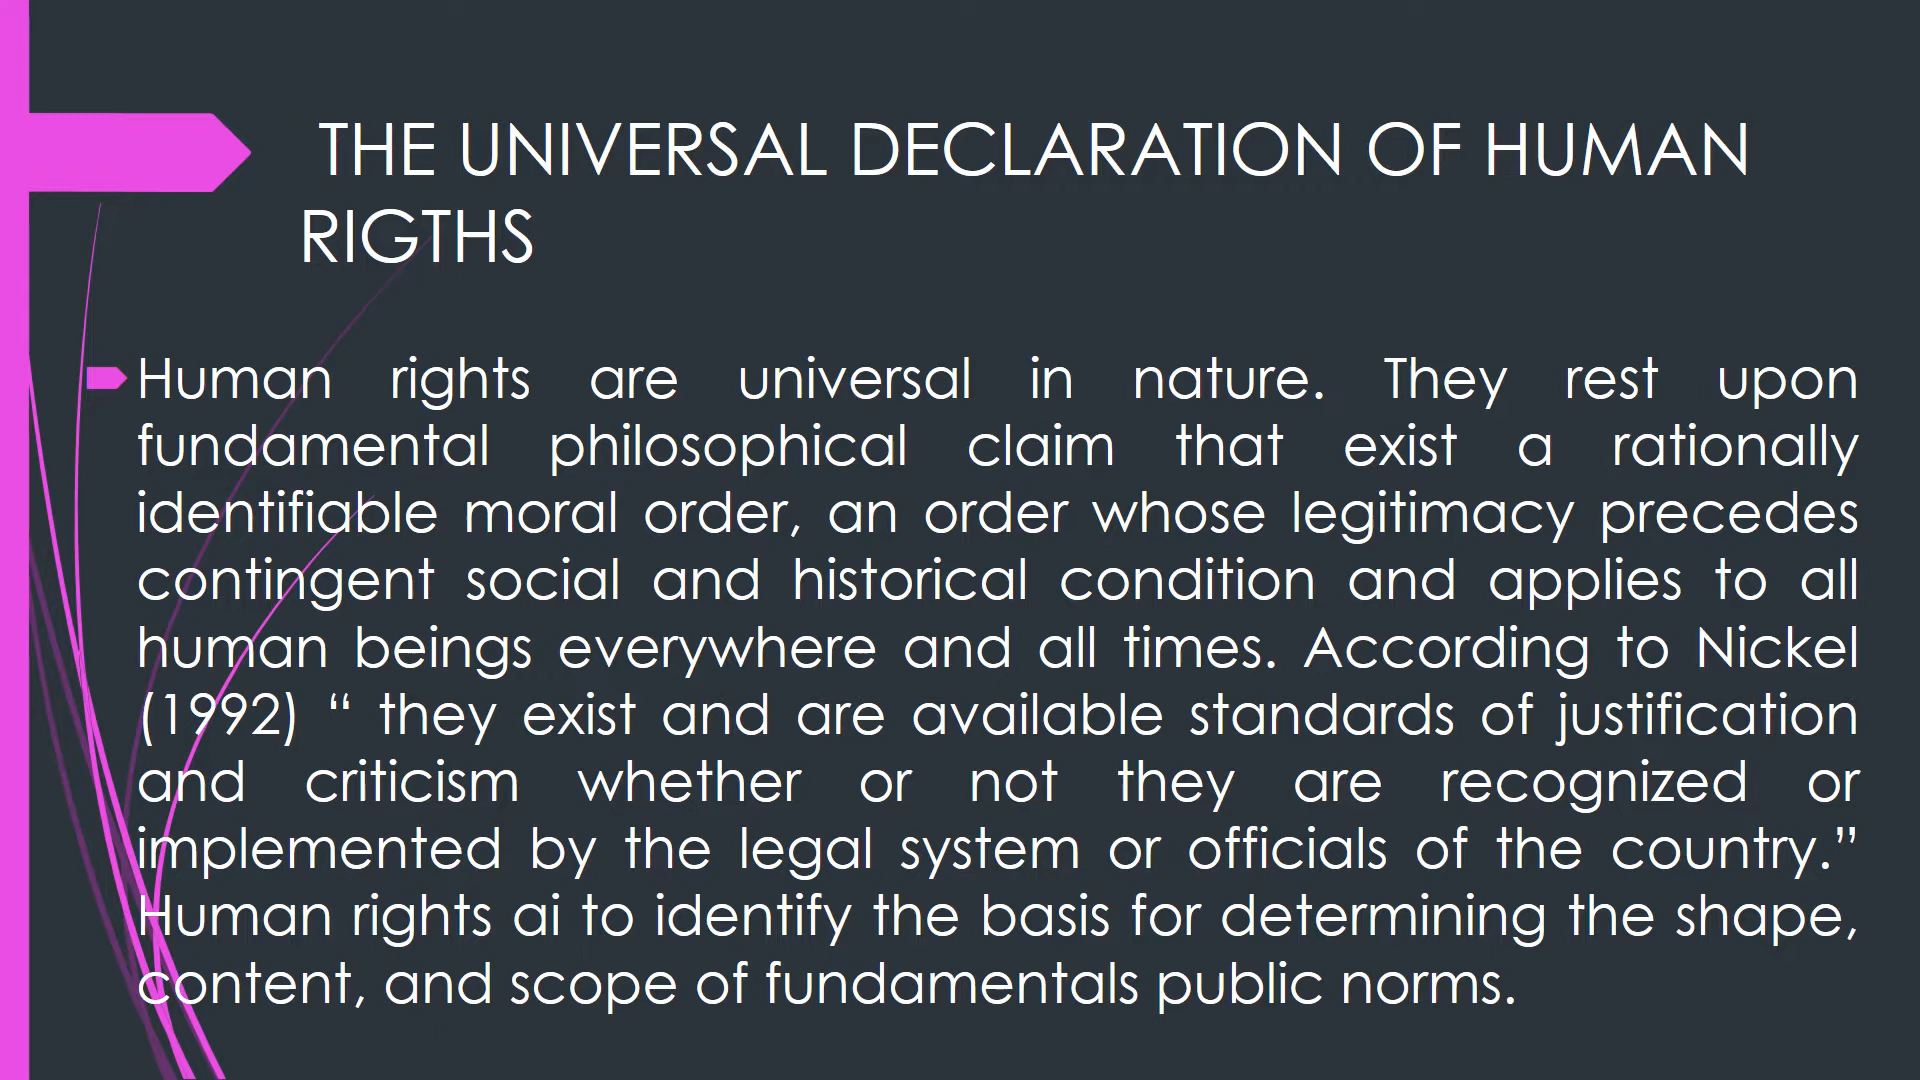 THE UNIVERSAL DECLARATION OF HUMAN
RIGTHS
Human rights are universal in nature. They rest upon
fundamental philosophical claim that exist a rationally
identifiable moral order, an order whose legitimacy precedes
contingent social and historical condition and applies to all
human beings everywhere and all times. According to Nickel
(1992) “ they exist and are available standards of justification
and criticism whether or not they are recognized or
implemented by the legal system or officials of the country.”
Human rights ai to identify the basis for determining the shape,
content, and scope of fundamentals public norms.